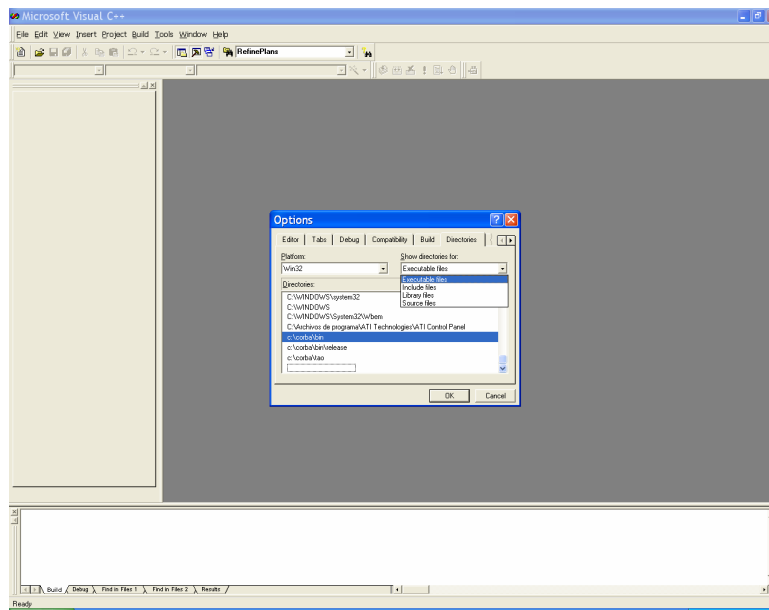 Microsoft Visual C++
File Edit View Insert Project Build Tools Window Help
RefinePlans
Options
Editor Tabs Debug Compatibility Build Directories
Platform: Show directories for:
Win32 Executable files
Executable files
Include files
Library files
Source files
Directories:
C:\WINDOWS\system32
C:\WINDOWS
C:\WINDOWS\System32\Wbem
C:\Archivos de programa\ATI Technologies\ATI Control Panel
c:\corba\bin
c:\corba\bin\release
c:\corba\tao
OK Cancel
Build Debug Find in Files 1 Find in Files 2 Results
Ready